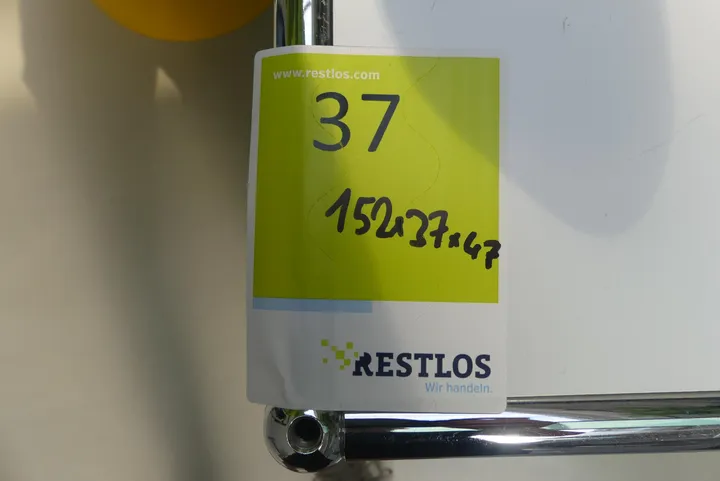 www.restlos.com
37
152x37x47
RESTLOS
Wir handeln.